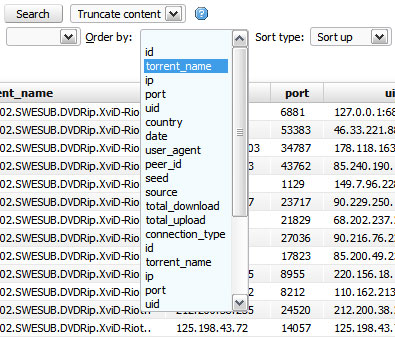 Search Truncate content ?
Order by: Sort type: Sort up
id
torrent_name
ip
port
uid
country
date
user_agent
peer_id
seed
source
total_download
total_upload
connection_type
id
torrent_name
ip
port
uid
ent_name port ui
02.SWESUB.DVDRip.XviD-Rio 6881 127.0.0.1:68
02.SWESUB.DVDRip.XviD-Rio 53383 46.33.221.8
02.SWESUB.DVDRip.XviD-Rio 03 34787 178.118.163
02.SWESUB.DVDRip.XviD-Rio 3 43762 85.240.190.
02.SWESUB.DVDRip.XviD-Rio 1129 149.7.96.228
02.SWESUB.DVDRip.XviD-Rio 7 23717 90.229.250.
02.SWESUB.DVDRip.XviD-Rio 21829 68.202.237.
02.SWESUB.DVDRip.XviD-Rio 27036 90.216.76.22
02.SWESUB.DVDRip.XviD-Rio 17823 85.200.49.23
02.SWESUB.DVDRip.XviD-Rio 5 8955 220.156.18.
02.SWESUB.DVDRip.XviD-Rio 2 8212 110.162.213
02.SWESUB.DVDRip.XviD-Riot.. 24520 212.200.38.
02.SWESUB.DVDRip.XviD-Riot.. 125.198.43.72 14057 125.198.43.